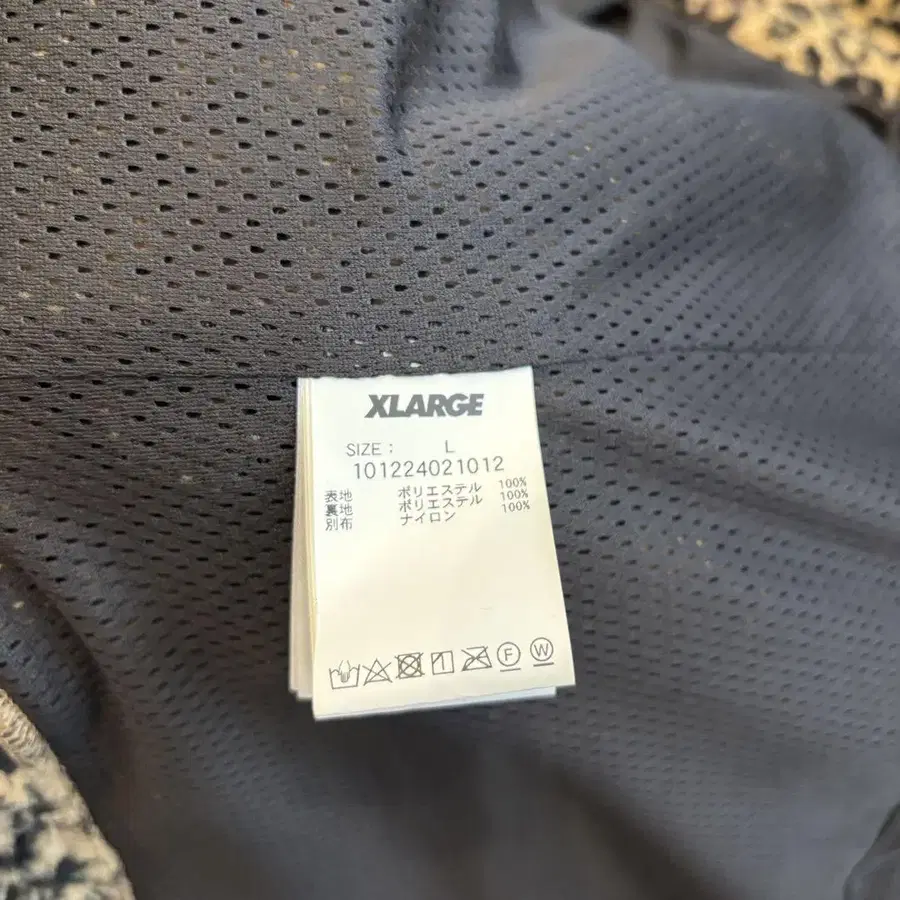 XLARGE
SIZE : L
101224021012
表地 ポリエステル 100%
裏地 ポリエステル 100%
別布 ナイロン 100%
F W